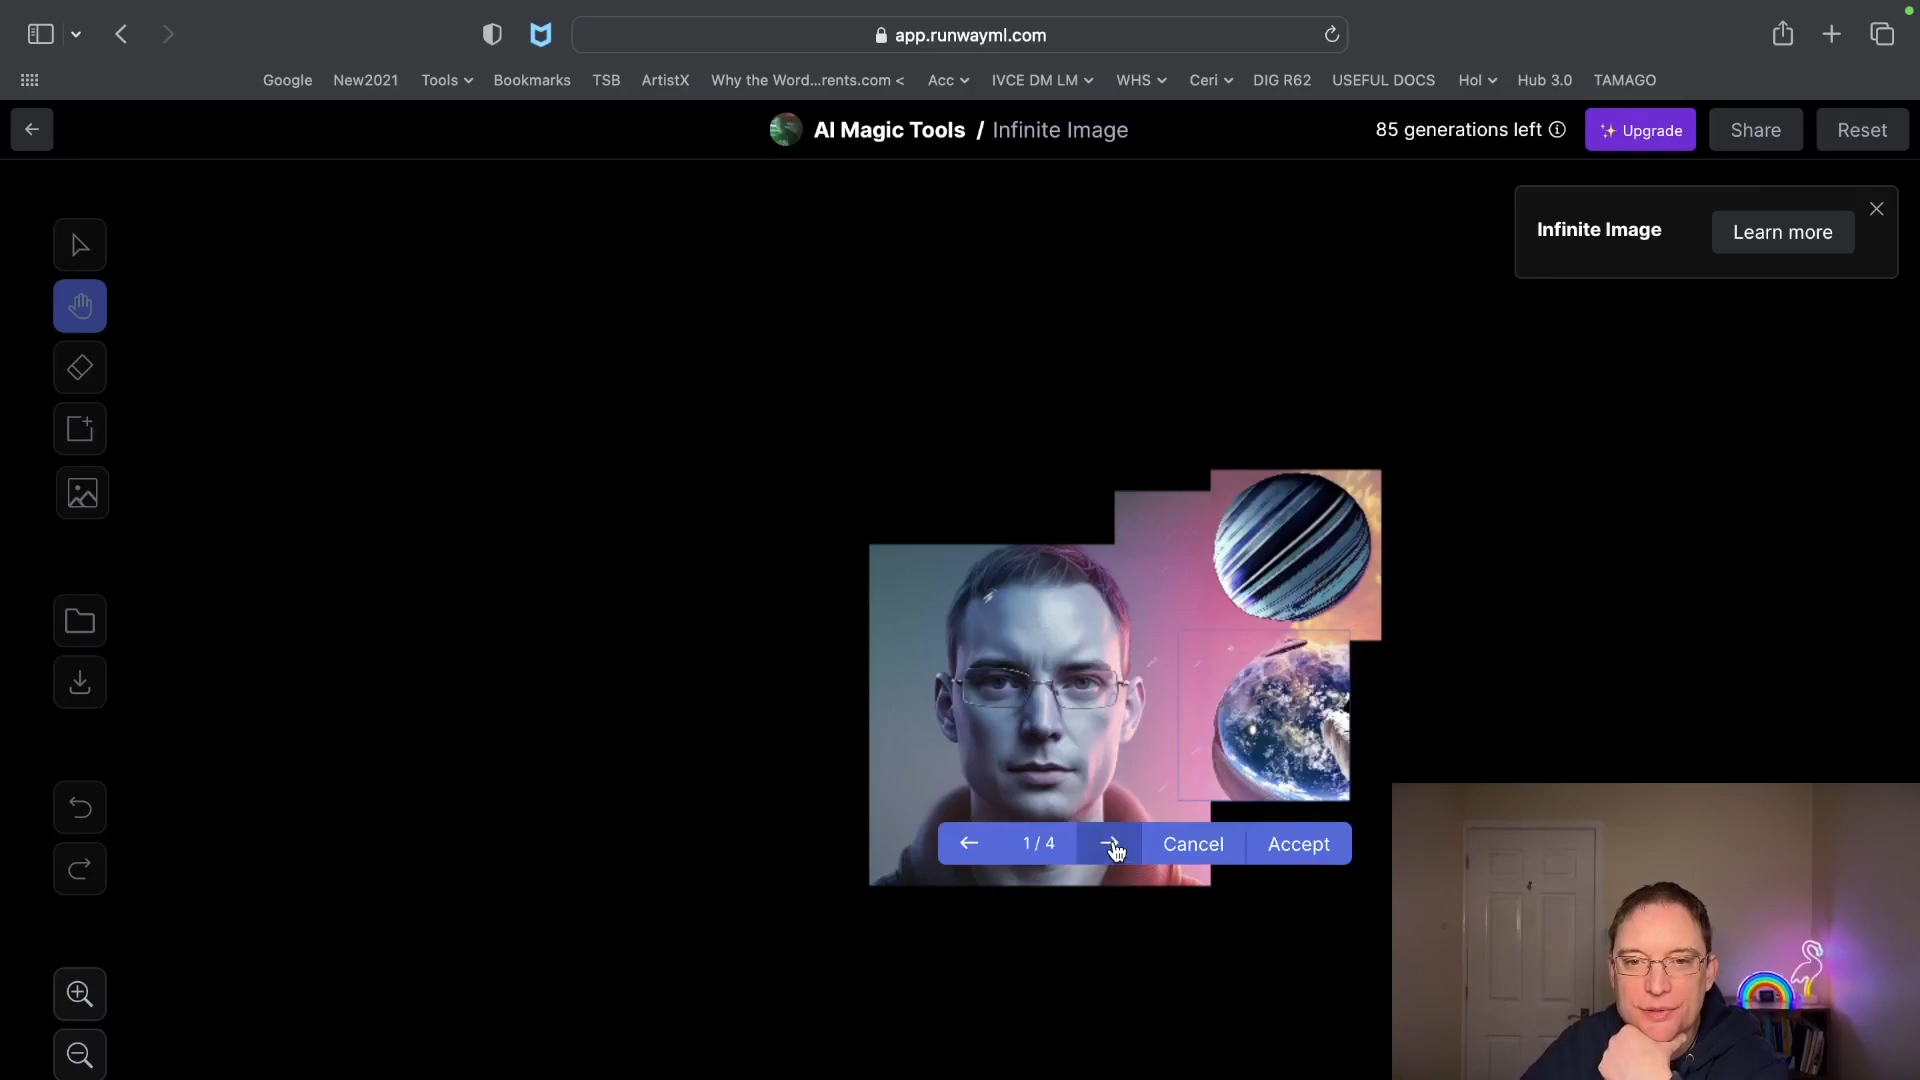 app.runwayml.com
Google New2021 Tools Bookmarks TSB ArtistX Why the Word...rents.com < Acc IVCE DM LM WHS Ceri DIG R62 USEFUL DOCS Hol Hub 3.0 TAMAGO
AI Magic Tools / Infinite Image 85 generations left Upgrade Share Reset
Infinite Image Learn more
1 / 4 Cancel Accept